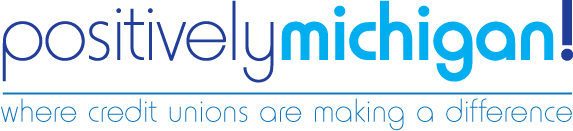 positivelymichigan!
where credit unions are making a difference